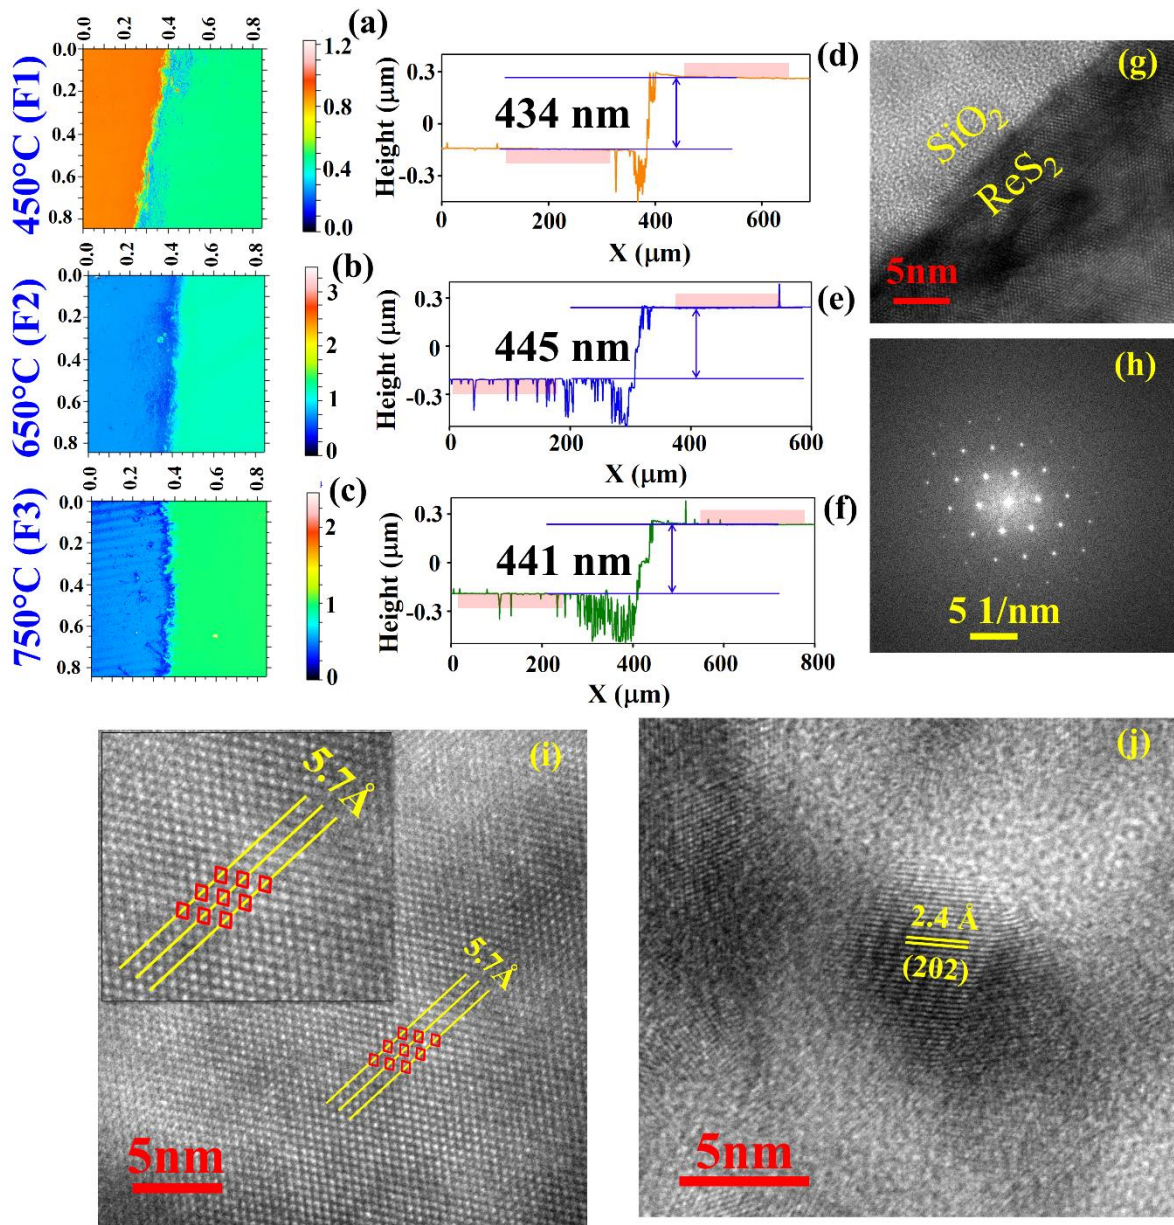 450°C (F1)
0.0 0.4 0.8
0.0
0.2
0.4
0.6
0.8
(a)
1.2
1.0
0.8
0.6
0.4
0.2
0.0
Height (μm)
0.3
0
-0.3
434 nm
0 200 400 600
X (μm)
(d)
(g)
SiO2
ReS2
5nm
650°C (F2)
0.0 0.2 0.4 0.6 0.8
0.0
0.2
0.4
0.6
0.8
(b)
3
2
1
0
Height (μm)
0.3
0
-0.3
445 nm
0 200 400 600
X (μm)
(e)
(h)
5 1/nm
750°C (F3)
0.0 0.2 0.4 0.6 0.8
0.0
0.2
0.4
0.6
0.8
(c)
2
1
0
Height (μm)
0.3
0
-0.3
441 nm
0 200 400 600 800
X (μm)
(f)
(i)
5.7Å
5.7Å
5nm
(j)
2.4 Å
(202)
5nm